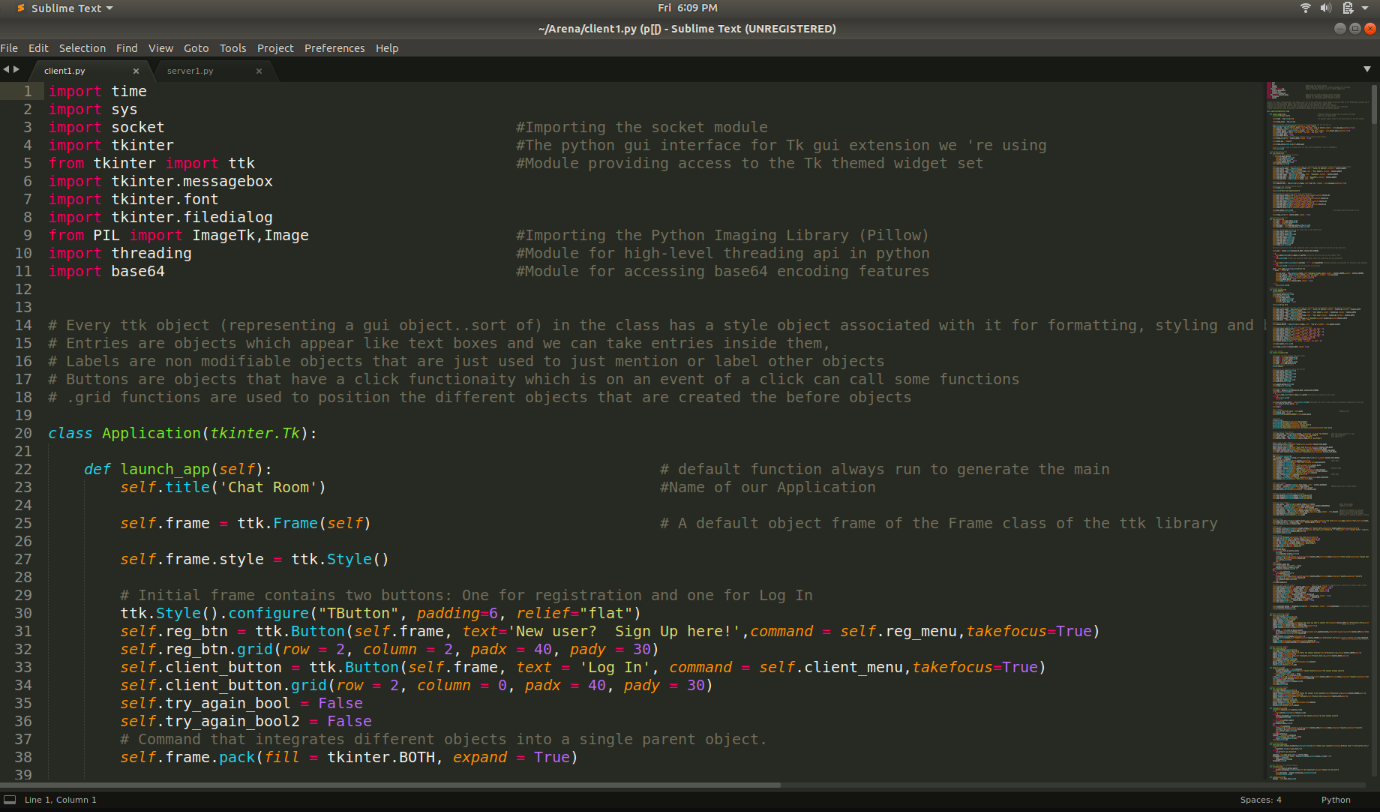 Sublime Text
Fri 6:09 PM
~/Arena/client1.py (p[[) - Sublime Text (UNREGISTERED)
File Edit Selection Find View Goto Tools Project Preferences Help
client1.py × server1.py ×
1 import time
2 import sys
3 import socket #Importing the socket module
4 import tkinter #The python gui interface for Tk gui extension we 're using
5 from tkinter import ttk #Module providing access to the Tk themed widget set
6 import tkinter.messagebox
7 import tkinter.font
8 import tkinter.filedialog
9 from PIL import ImageTk,Image #Importing the Python Imaging Library (Pillow)
10 import threading #Module for high-level threading api in python
11 import base64 #Module for accessing base64 encoding features
12
13
14 # Every ttk object (representing a gui object..sort of) in the class has a style object associated with it for formatting, styling and
15 # Entries are objects which appear like text boxes and we can take entries inside them,
16 # Labels are non modifiable objects that are just used to just mention or label other objects
17 # Buttons are objects that have a click functionaity which is on an event of a click can call some functions
18 # .grid functions are used to position the different objects that are created the before objects
19
20 class Application(tkinter.Tk):
21
22 def launch_app(self): # default function always run to generate the main
23 self.title('Chat Room') #Name of our Application
24
25 self.frame = ttk.Frame(self) # A default object frame of the Frame class of the ttk library
26
27 self.frame.style = ttk.Style()
28
29 # Initial frame contains two buttons: One for registration and one for Log In
30 ttk.Style().configure("TButton", padding=6, relief="flat")
31 self.reg_btn = ttk.Button(self.frame, text='New user?  Sign Up here!',command = self.reg_menu,takefocus=True)
32 self.reg_btn.grid(row = 2, column = 2, padx = 40, pady = 30)
33 self.client_button = ttk.Button(self.frame, text = 'Log In', command = self.client_menu,takefocus=True)
34 self.client_button.grid(row = 2, column = 0, padx = 40, pady = 30)
35 self.try_again_bool = False
36 self.try_again_bool2 = False
37 # Command that integrates different objects into a single parent object.
38 self.frame.pack(fill = tkinter.BOTH, expand = True)
39
Line 1, Column 1 Spaces: 4 Python